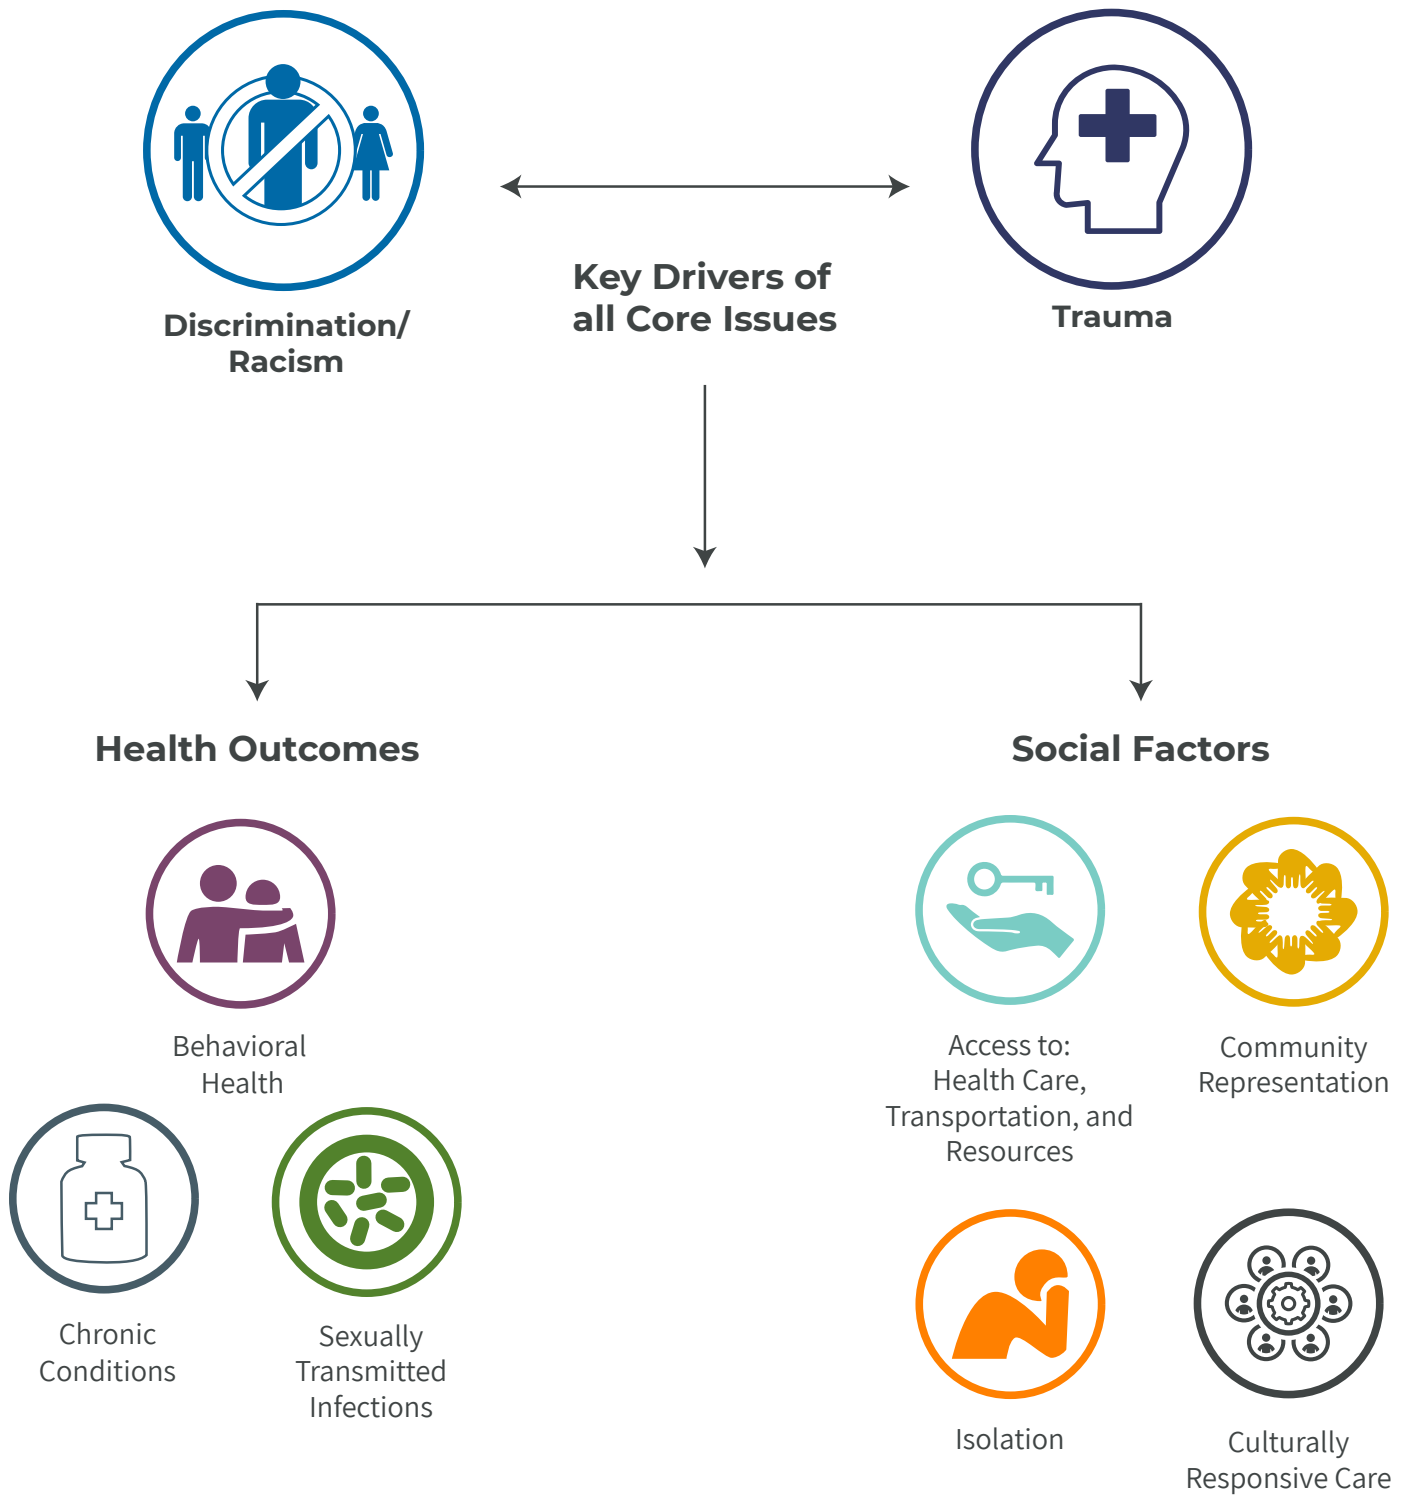 Discrimination/
Racism
Key Drivers of
all Core Issues
Trauma
Health Outcomes
Behavioral
Health
Chronic
Conditions
Sexually
Transmitted
Infections
Social Factors
Access to:
Health Care,
Transportation, and
Resources
Community
Representation
Isolation
Culturally
Responsive Care